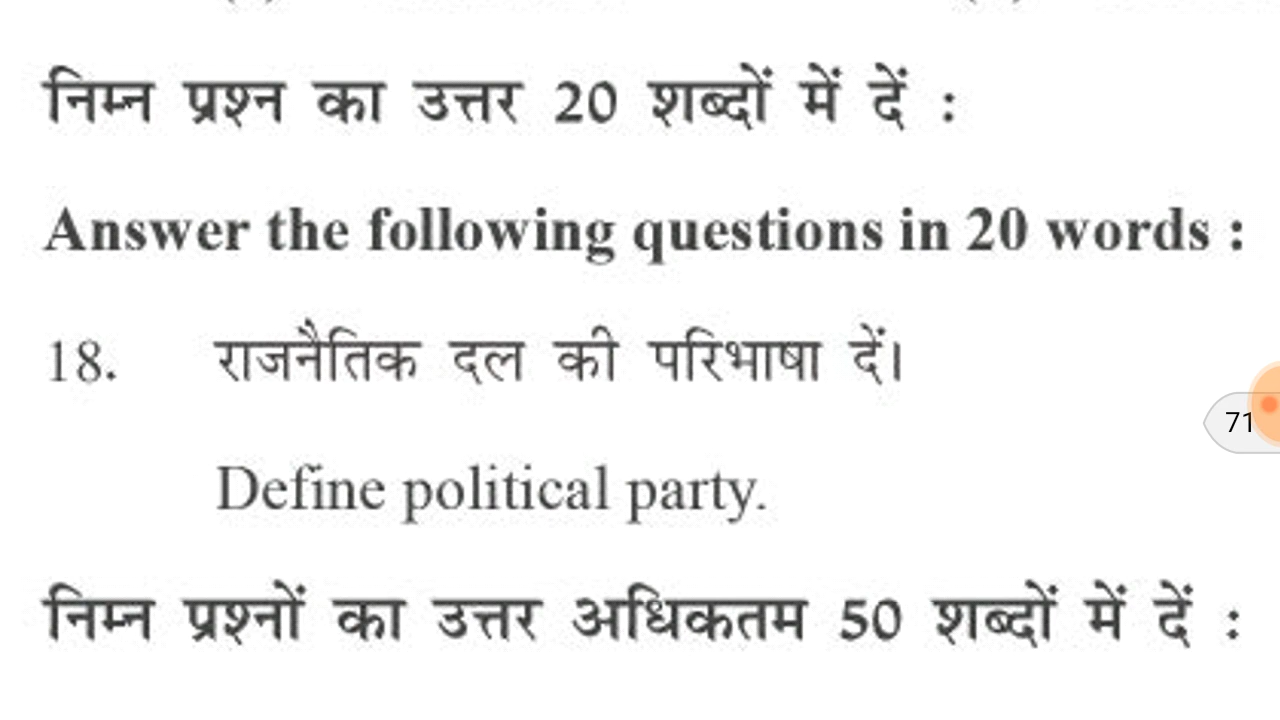 निम्न प्रश्न का उत्तर 20 शब्दों में दें :
Answer the following questions in 20 words :
18. राजनैतिक दल की परिभाषा दें।
71
Define political party.
निम्न प्रश्नों का उत्तर अधिकतम 50 शब्दों में दें :